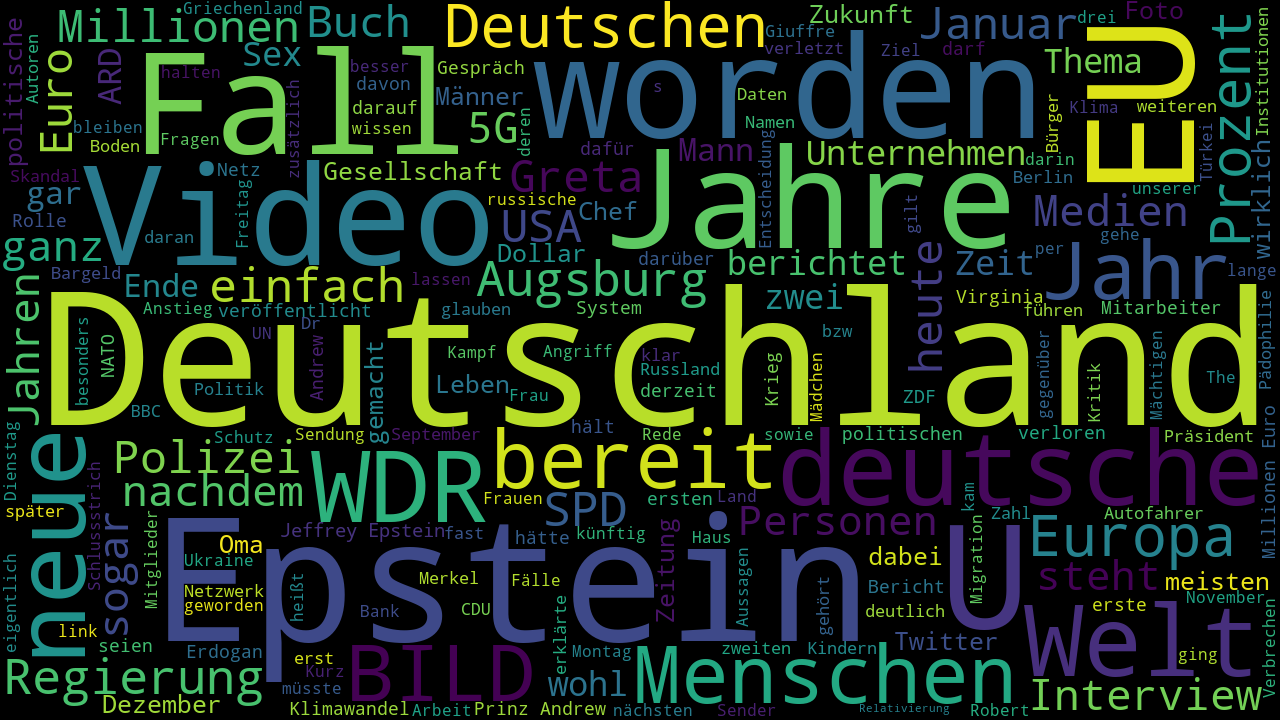 Griechenland
Millionen
Buch
Deutschen
Zukunft
Januar
drei
Foto
politische
Autoren
Euro
ARD
halten
Sex
Fall
besser
davon
Gespräch
Männer
darauf
wissen
zusätzlich
worden
Giuffre
verletzt
Ziel
darf
Thema
EU
Prozent
Institutionen
bleiben
Boden
Fragen
5G
deren
s
Daten
Namen
Bürger
Klima
weiteren
Skandal
gar
Netz
Gesellschaft
dafür
Mann
Unternehmen
darin
Berlin
Türkei
wirklich
Rolle
Video
Freitag
daran
russische
Greta
USA
Chef
Jahre
Entscheidung
unserer
Medien
gilt
gehe
ganz
Bargeld
Ende
einfach
Dollar
darüber
berichtet
heute
Zeit
per
Jahr
lange
lassen
Augsburg
Anstieg
veröffentlicht
glauben
System
zwei
Virginia
führen
Mitarbeiter
Jahren
besonders
NATO
UN
Dr
Deutschland
bzw
Kampf
Angriff
klar
Russland
derzeit
Krieg
Mädchen
Politik
Andrew
gemacht
Leben
Frau
ZDF
gegenüber
Kritik
Mächtigen
The
Pädophilie
BBC
Dienstag
neue
Schutz
Sendung
September
hält
Rede
sowie
politischen
verloren
Präsident
Polizei
bereit
deutsche
später
Schlussstrich
nachdem
WDR
Frauen
SPD
ersten
Land
kam
Zahl
Autofahrer
Millionen Euro
sogar
Mitglieder
Jeffrey Epstein
fast
hätte
künftig
Haus
Personen
Europa
Oma
Ukraine
Epstein
Zeitung
Aussagen
dabei
U
Migration
steht
meisten
eigentlich
Netzwerk
geworden
heißt
Merkel
Fälle
Bericht
gehört
deutlich
erste
November
Bank
CDU
erklärte
link
seien
Erdogan
Montag
zweiten
Kindern
Twitter
Welt
ging
Verbrechen
Regierung
erst
Kurz
müsste
BILD
wohl
Menschen
Interview
Dezember
Klimawandel
Arbeit
Prinz Andrew
nächsten
Sender
Relativierung
Robert